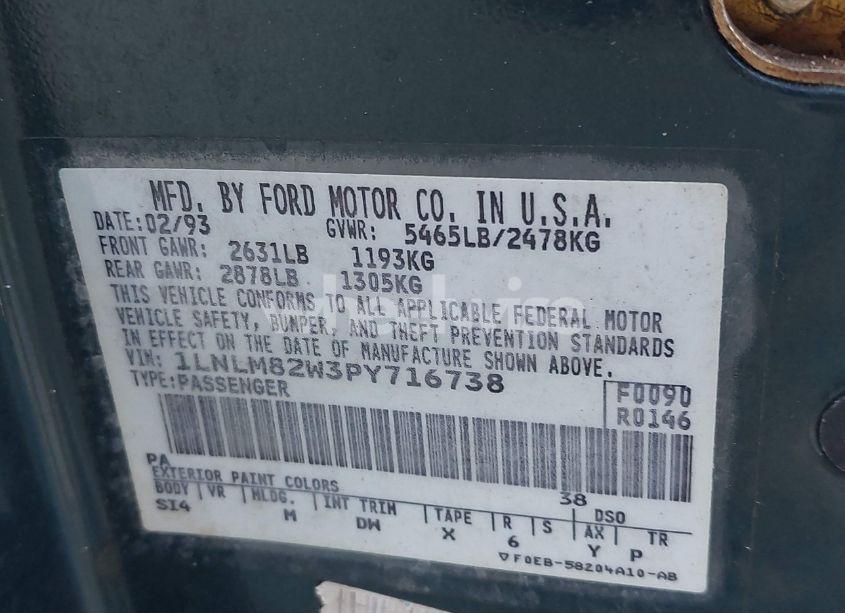 MFD. BY FORD MOTOR CO. IN U.S.A.
DATE: 02/93 GVWR: 5465LB/2478KG
FRONT GAWR: 2631LB 1193KG
REAR GAWR: 2878LB 1305KG
THIS VEHICLE CONFORMS TO ALL APPLICABLE FEDERAL MOTOR
VEHICLE SAFETY, BUMPER, AND THEFT PREVENTION STANDARDS
IN EFFECT ON THE DATE OF MANUFACTURE SHOWN ABOVE.
VIN: 1LNLM82W3PY716738
TYPE: PASSENGER
F0090
R0146
PA
EXTERIOR PAINT COLORS 38 DSO
BODY VR MLDG. INT TRIM TAPE R S AX TR
SI4 M DW X 6 Y P
F0EB-58204A10-AB